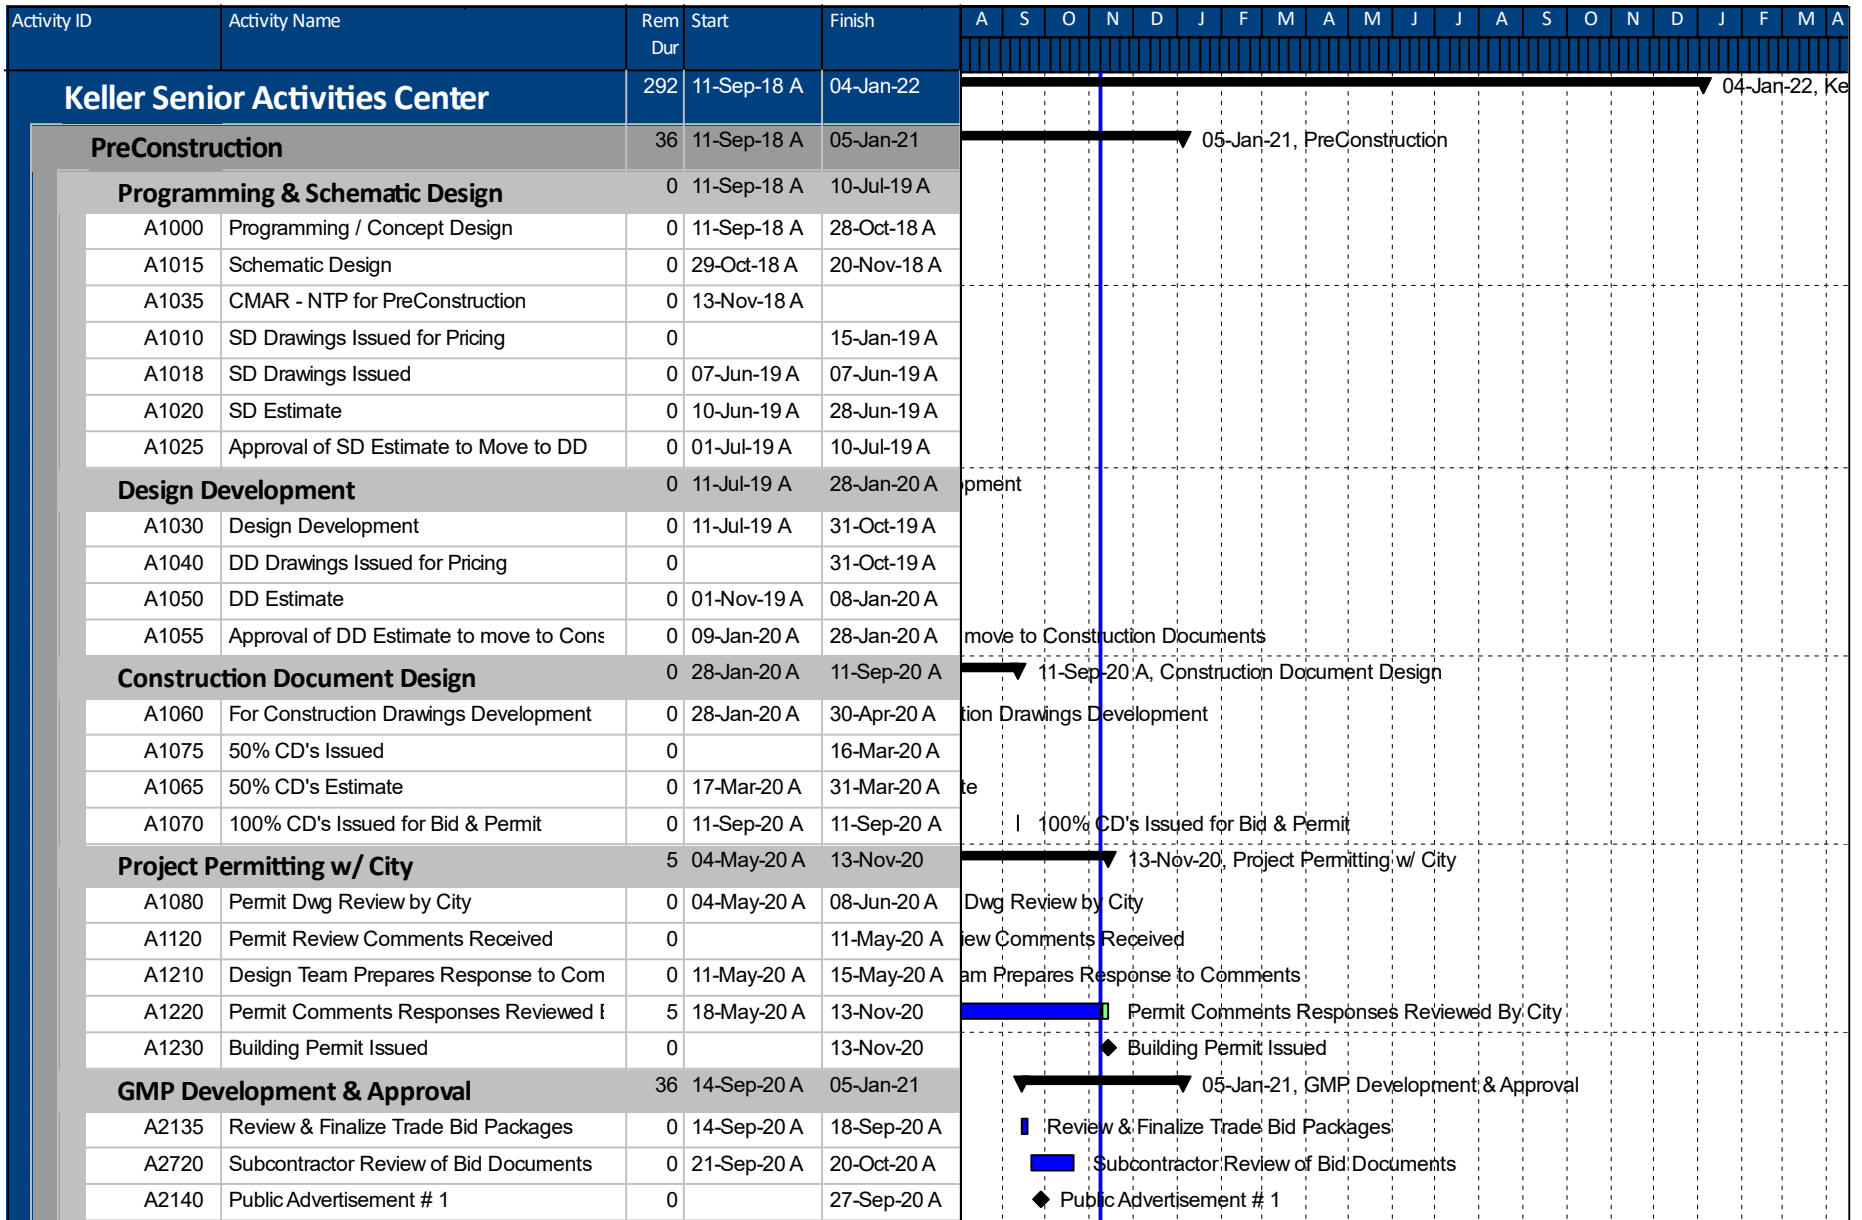 Activity ID Activity Name Rem Dur Start Finish A S O N D J F M A M J J A S O N D J F M A
Keller Senior Activities Center 292 11-Sep-18 A 04-Jan-22 04-Jan-22, Ke
PreConstruction 36 11-Sep-18 A 05-Jan-21 05-Jan-21, PreConstruction
Programming & Schematic Design 0 11-Sep-18 A 10-Jul-19 A
A1000 Programming / Concept Design 0 11-Sep-18 A 28-Oct-18 A
A1015 Schematic Design 0 29-Oct-18 A 20-Nov-18 A
A1035 CMAR - NTP for PreConstruction 0 13-Nov-18 A
A1010 SD Drawings Issued for Pricing 0 15-Jan-19 A
A1018 SD Drawings Issued 0 07-Jun-19 A 07-Jun-19 A
A1020 SD Estimate 0 10-Jun-19 A 28-Jun-19 A
A1025 Approval of SD Estimate to Move to DD 0 01-Jul-19 A 10-Jul-19 A
Design Development 0 11-Jul-19 A 28-Jan-20 A pment
A1030 Design Development 0 11-Jul-19 A 31-Oct-19 A
A1040 DD Drawings Issued for Pricing 0 31-Oct-19 A
A1050 DD Estimate 0 01-Nov-19 A 08-Jan-20 A
A1055 Approval of DD Estimate to move to Cons 0 09-Jan-20 A 28-Jan-20 A move to Construction Documents
Construction Document Design 0 28-Jan-20 A 11-Sep-20 A 11-Sep-20 A, Construction Document Design
A1060 For Construction Drawings Development 0 28-Jan-20 A 30-Apr-20 A tion Drawings Development
A1075 50% CD's Issued 0 16-Mar-20 A
A1065 50% CD's Estimate 0 17-Mar-20 A 31-Mar-20 A te
A1070 100% CD's Issued for Bid & Permit 0 11-Sep-20 A 11-Sep-20 A 100% CD's Issued for Bid & Permit
Project Permitting w/ City 5 04-May-20 A 13-Nov-20 13-Nov-20, Project Permitting w/ City
A1080 Permit Dwg Review by City 0 04-May-20 A 08-Jun-20 A Dwg Review by City
A1120 Permit Review Comments Received 0 11-May-20 A iew Comments Received
A1210 Design Team Prepares Response to Com 0 11-May-20 A 15-May-20 A am Prepares Response to Comments
A1220 Permit Comments Responses Reviewed 5 18-May-20 A 13-Nov-20 Permit Comments Responses Reviewed By City
A1230 Building Permit Issued 0 13-Nov-20 Building Permit Issued
GMP Development & Approval 36 14-Sep-20 A 05-Jan-21 05-Jan-21, GMP Development & Approval
A2135 Review & Finalize Trade Bid Packages 0 14-Sep-20 A 18-Sep-20 A Review & Finalize Trade Bid Packages
A2720 Subcontractor Review of Bid Documents 0 21-Sep-20 A 20-Oct-20 A Subcontractor Review of Bid Documents
A2140 Public Advertisement # 1 0 27-Sep-20 A Public Advertisement # 1